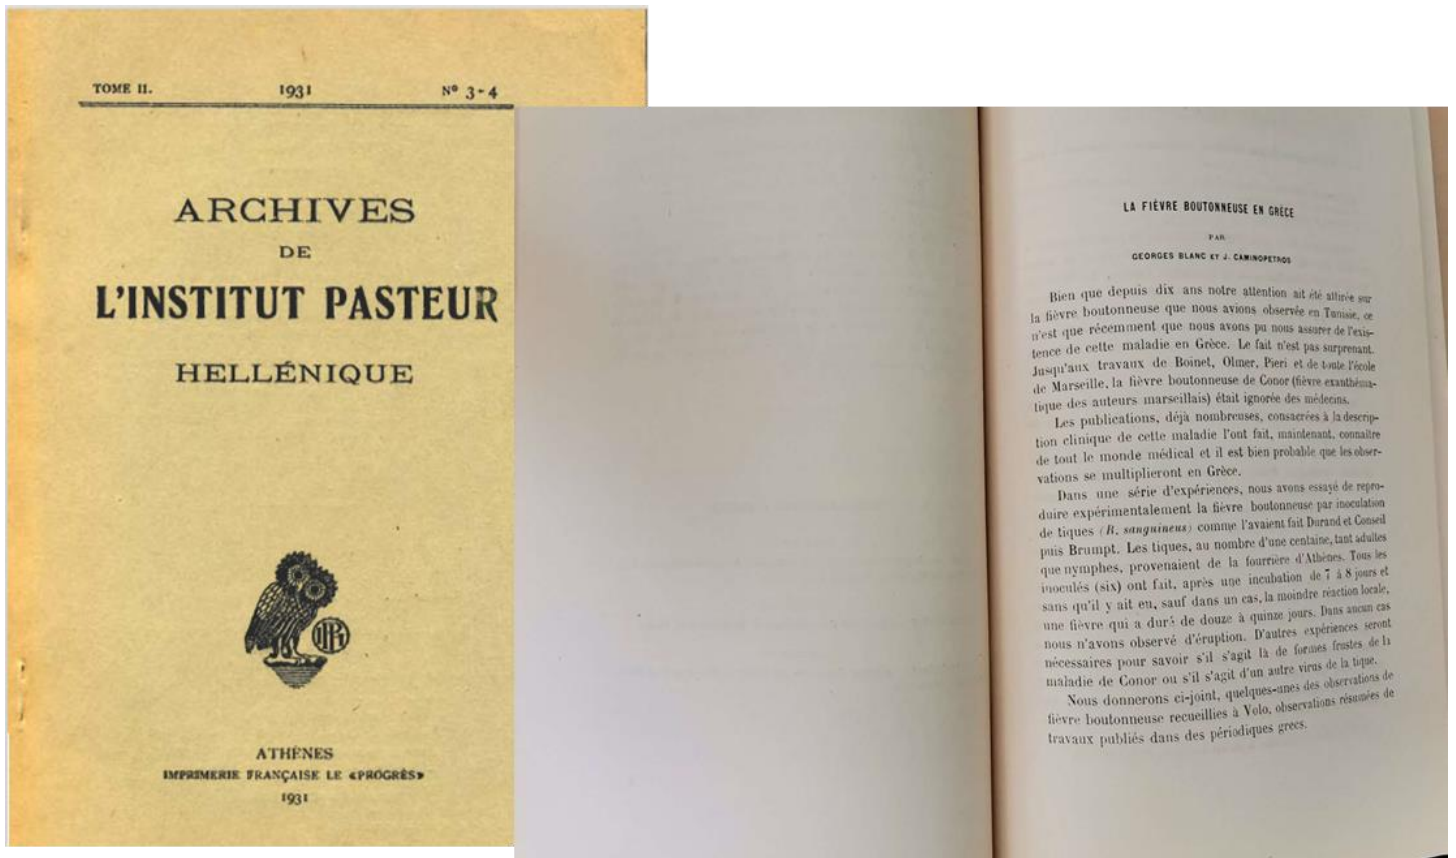 TOME II. 1931 Nº 3-4
ARCHIVES
DE
L'INSTITUT PASTEUR
HELLÉNIQUE
ATHÈNES
IMPRIMERIE FRANÇAISE LE «PROGRÈS»
1931
LA FIÈVRE BOUTONNEUSE EN GRÈCE
PAR
GEORGES BLANC ET J. CAMINOPETROS
Bien que depuis dix ans notre attention ait été attirée sur
la fièvre boutonneuse que nous avions observée en Tunisie, ce
n'est que récemment que nous avons pu nous assurer de l'exis-
tence de cette maladie en Grèce. Le fait n'est pas surprenant.
Jusqu'aux travaux de Boinet, Olmer, Pieri et de toute l'école
de Marseille, la fièvre boutonneuse de Conor (fièvre exanthéma-
tique des auteurs marseillais) était ignorée des médecins.
Les publications, déjà nombreuses, consacrées à la descrip-
tion clinique de cette maladie l'ont fait, maintenant, connaître
de tout le monde médical et il est bien probable que les obser-
vations se multiplieront en Grèce.
Dans une série d'expériences, nous avons essayé de repro-
duire expérimentalement la fièvre boutonneuse par inoculation
de tiques (R. sanguineus) comme l'avaient fait Durand et Conseil
puis Brumpt. Les tiques, au nombre d'une centaine, tant adultes
que nymphes, provenaient de la fourrière d'Athènes. Tous les
inoculés (six) ont fait, après une incubation de 7 à 8 jours et
sans qu'il y ait eu, sauf dans un cas, la moindre réaction locale,
une fièvre qui a duré de douze à quinze jours. Dans aucun cas
nous n'avons observé d'éruption. D'autres expériences seront
nécessaires pour savoir s'il s'agit là de formes frustes de la
maladie de Conor ou s'il s'agit d'un autre virus de la tique.
Nous donnerons ci-joint, quelques-unes des observations de
fièvre boutonneuse recueillies à Volo, observations résumées de
travaux publiés dans des périodiques grecs.